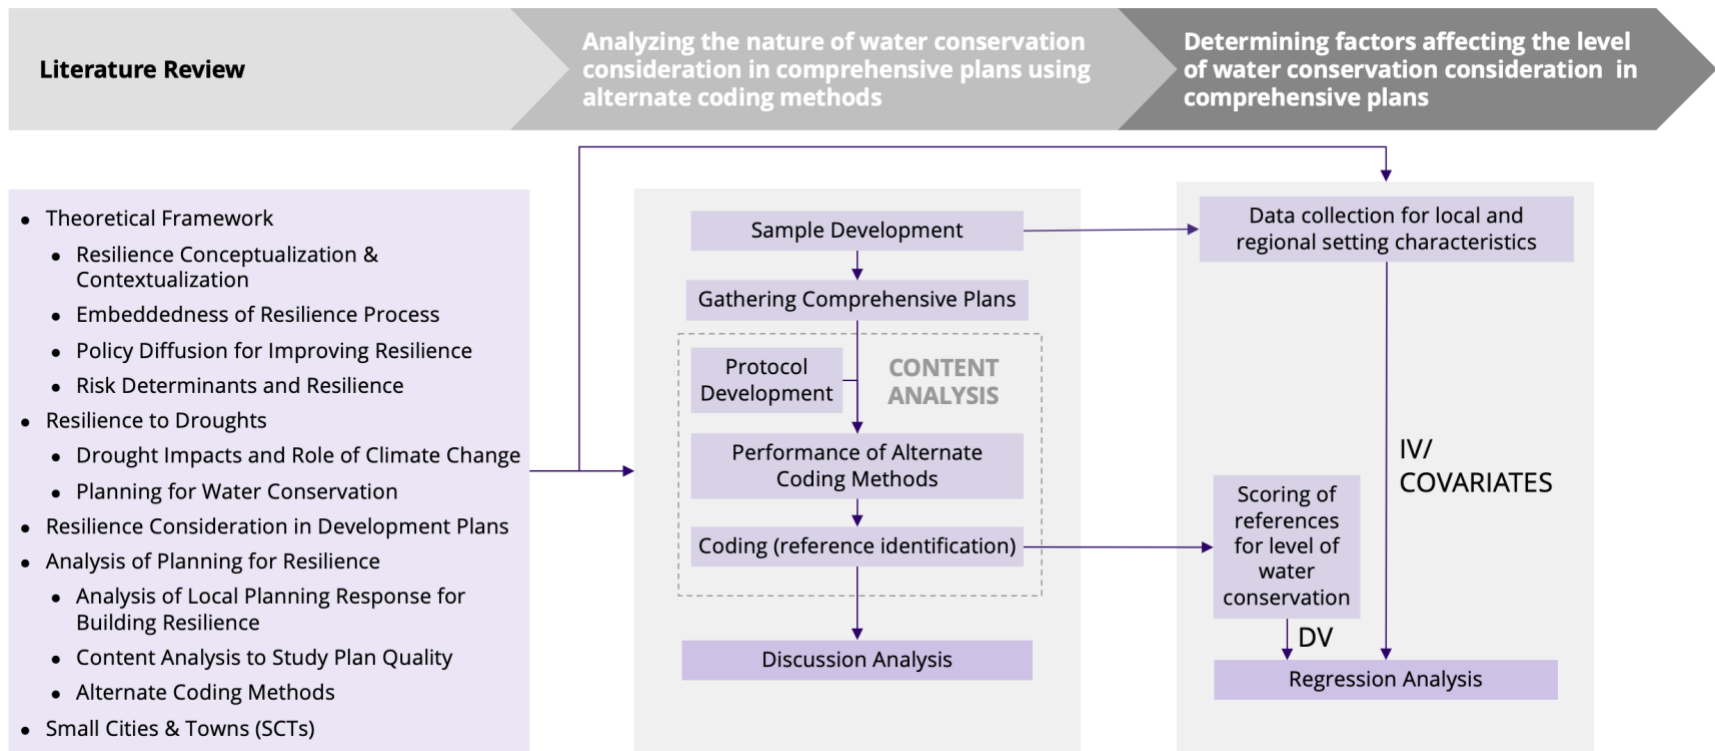 Literature Review
Analyzing the nature of water conservation
consideration in comprehensive plans using
alternate coding methods
Determining factors affecting the level
of water conservation consideration in
comprehensive plans
• Theoretical Framework
• Resilience Conceptualization &
Contextualization
• Embeddedness of Resilience Process
• Policy Diffusion for Improving Resilience
• Risk Determinants and Resilience
• Resilience to Droughts
• Drought Impacts and Role of Climate Change
• Planning for Water Conservation
• Resilience Consideration in Development Plans
• Analysis of Planning for Resilience
• Analysis of Local Planning Response for
Building Resilience
• Content Analysis to Study Plan Quality
• Alternate Coding Methods
• Small Cities & Towns (SCTs)
Sample Development
Gathering Comprehensive Plans
Protocol
Development
CONTENT
ANALYSIS
Performance of Alternate
Coding Methods
Coding (reference identification)
Discussion Analysis
Data collection for local and
regional setting characteristics
IV/
COVARIATES
Scoring of
references
for level of
water
conservation
DV
Regression Analysis